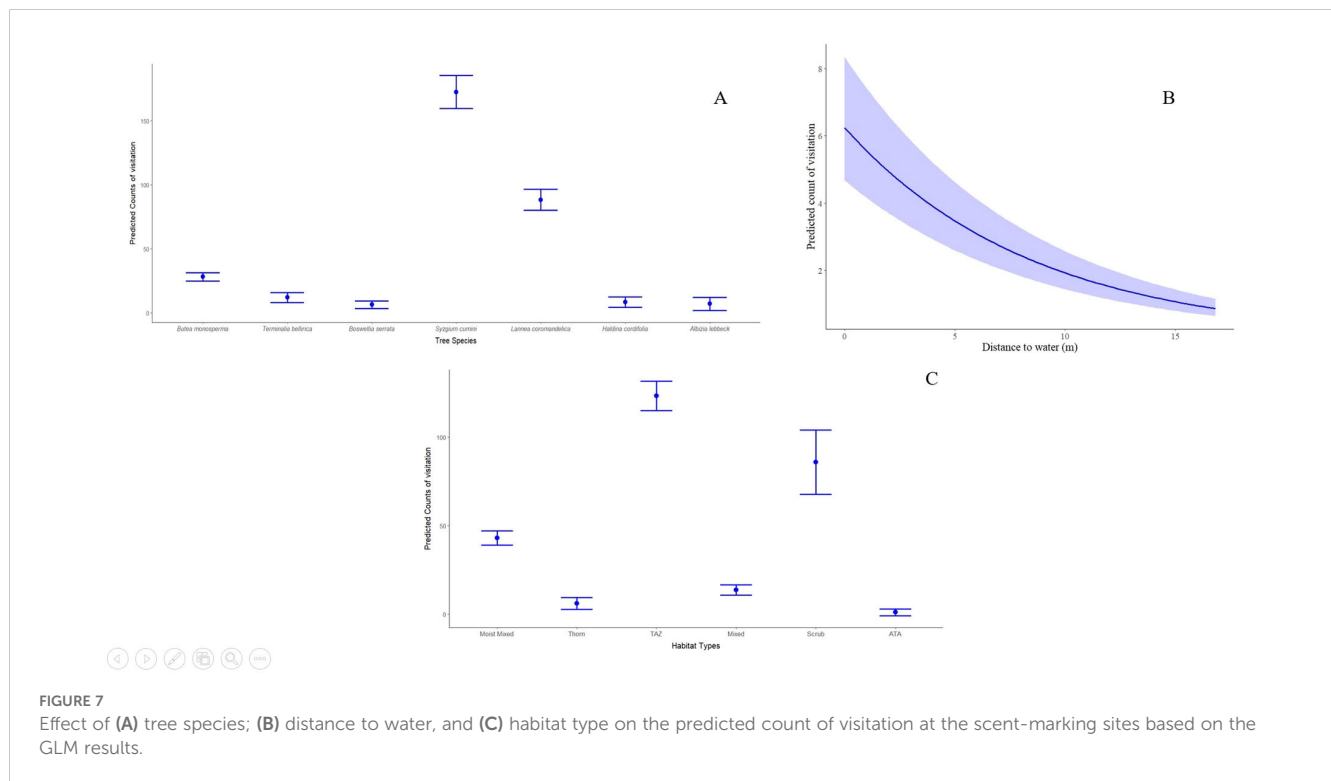 A
Predicted Counts of visitation
150
100
50
0
Butea monosperma Terminalia bellirica Boswellia serrata Syzgium cumini Lannea coromandelica Haldina cordifolia Albizia lebbeck
Tree Species
B
Predicted count of visitation
8
6
4
2
0 5 10 15
Distance to water (m)
C
Predicted Counts of visitation
100
50
0
Moist Mixed Thorn TAZ Mixed Scrub ATA
Habitat Types
FIGURE 7
Effect of (A) tree species; (B) distance to water, and (C) habitat type on the predicted count of visitation at the scent-marking sites based on the
GLM results.